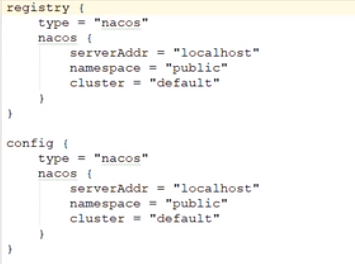 registry {
    type = "nacos"
    nacos {
        serverAddr = "localhost"
        namespace = "public"
        cluster = "default"
    }
}

config {
    type = "nacos"
    nacos {
        serverAddr = "localhost"
        namespace = "public"
        cluster = "default"
    }
}